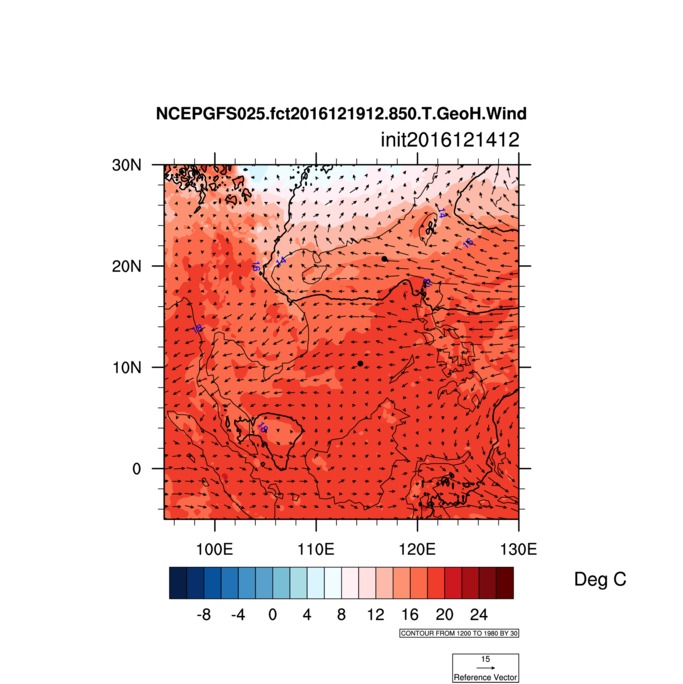 NCEPGFS025.fct2016121912.850.T.GeoH.Wind
init2016121412
30N
20N
10N
0
100E
110E
120E
130E
-8
-4
0
4
8
12
16
20
24
Deg C
CONTOUR FROM 1200 TO 1980 BY 30
15
Reference Vector